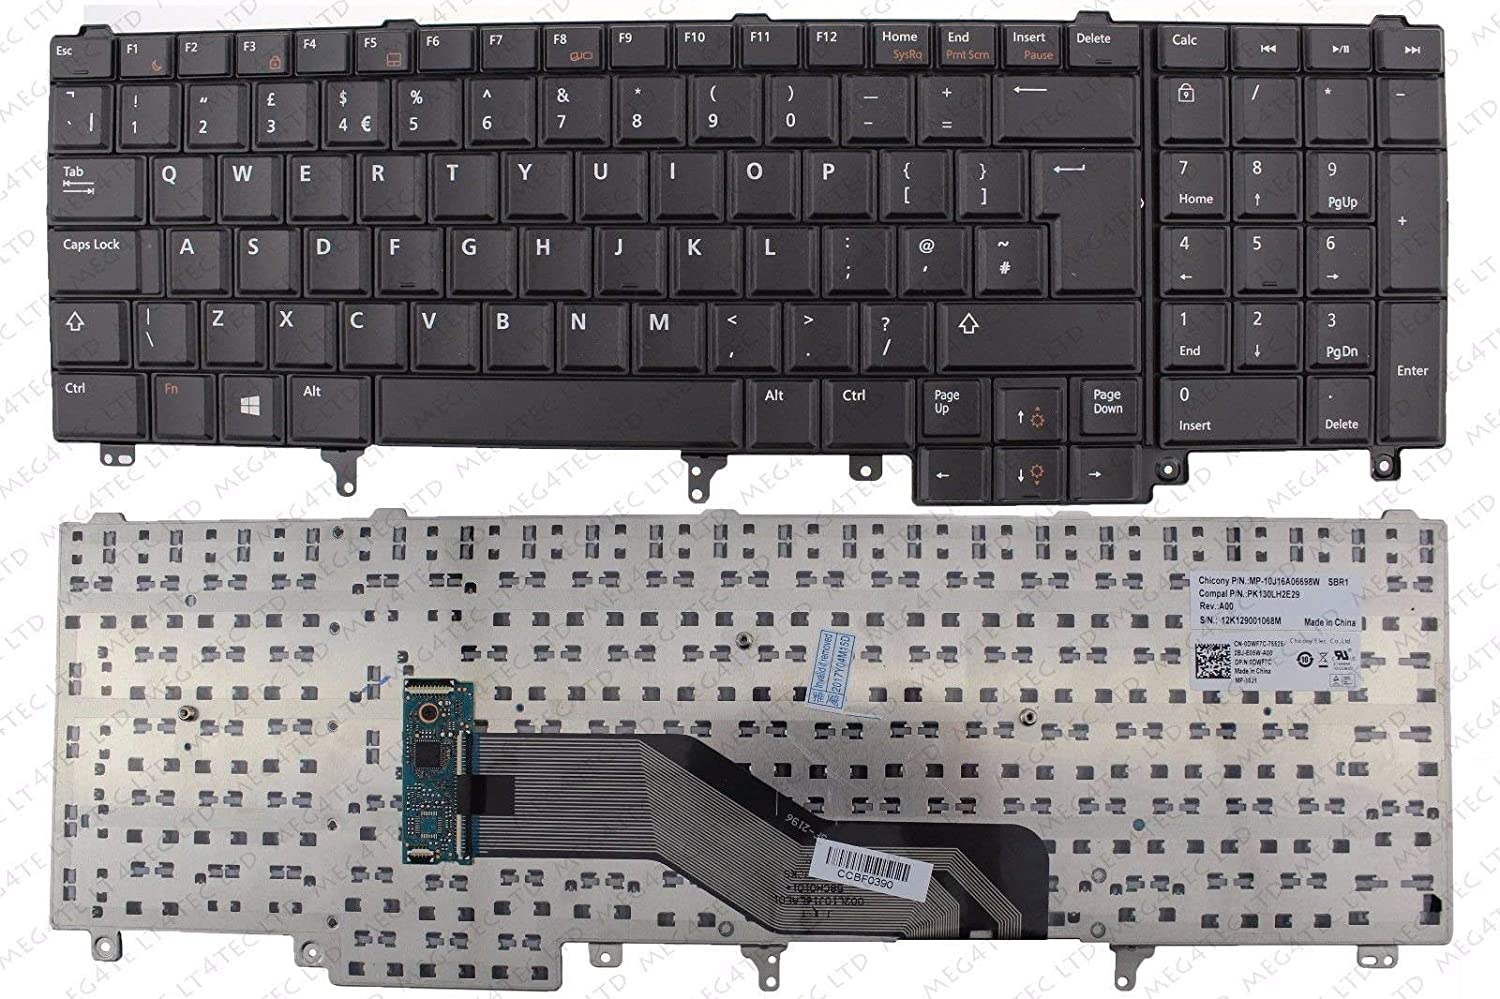 Esc F1 F2 F3 F4 F5 F6 F7 F8 F9 F10 F11 F12 Home SysRq End Prnt Scrn Insert Pause Delete Calc
¬ ` ¦ ! 1 “ 2 £ 3 $ 4 € % 5 ^ 6 & 7 * 8 ( 9 ) 0 — - + = / * -
Tab Q W E R T Y U I O P { [ } ] 7 Home 8 ↑ 9 PgUp +
Caps Lock A S D F G H J K L : ; @ ' ~ # 4 ← 5 6 →
| \ Z X C V B N M < , > . ? / 1 End 2 ↓ 3 PgDn
Ctrl Fn Alt Alt Ctrl Page Up ↑ Page Down 0 Insert . Delete Enter
← ↓ →
Chicony P/N.:MP-10J16A06698W SBR1
Compal P/N.:PK130LH2E29
Rev.:A00
S/N.: 12K129001068M Made in China
Chicony Elec. Co.,Ltd
CN-0DWF7C-75526-
2BJ-E05W-A00
DP/N:0DWF7C
Made in China
MP-10J1
Invalid if removed
2017Y04M15D
CCBF0390
MEG4TEC LTD